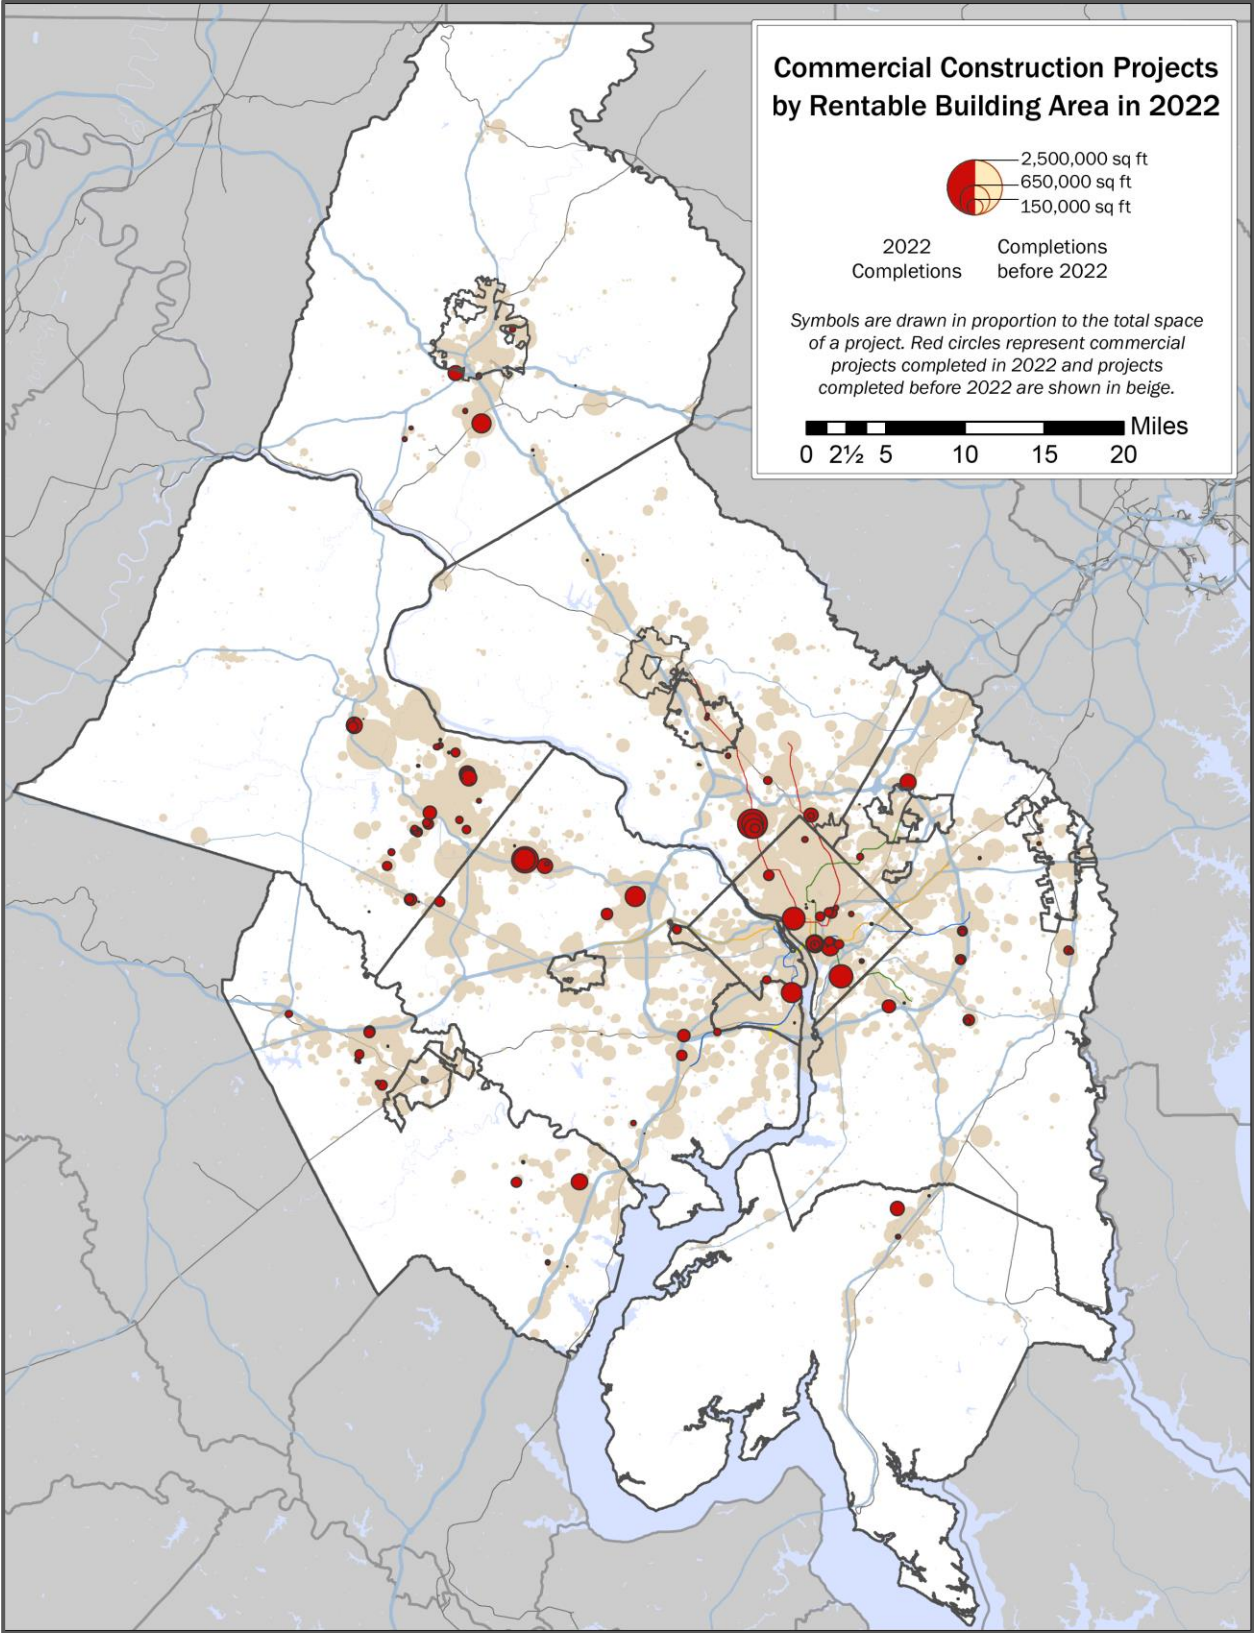 Commercial Construction Projects
by Rentable Building Area in 2022
2,500,000 sq ft
650,000 sq ft
150,000 sq ft
2022
Completions
Completions
before 2022
Symbols are drawn in proportion to the total space
of a project. Red circles represent commercial
projects completed in 2022 and projects
completed before 2022 are shown in beige.
Miles
0 2½ 5 10 15 20